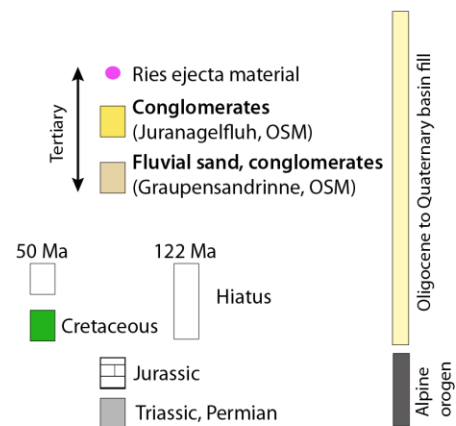 Ries ejecta material
Conglomerates
(Juranagelfluh, OSM)
Fluvial sand, conglomerates
(Graupensandrinne, OSM)
Tertiary
50 Ma
122 Ma
Hiatus
Cretaceous
Jurassic
Triassic, Permian
Oligocene to Quaternary basin fill
Alpine
orogen